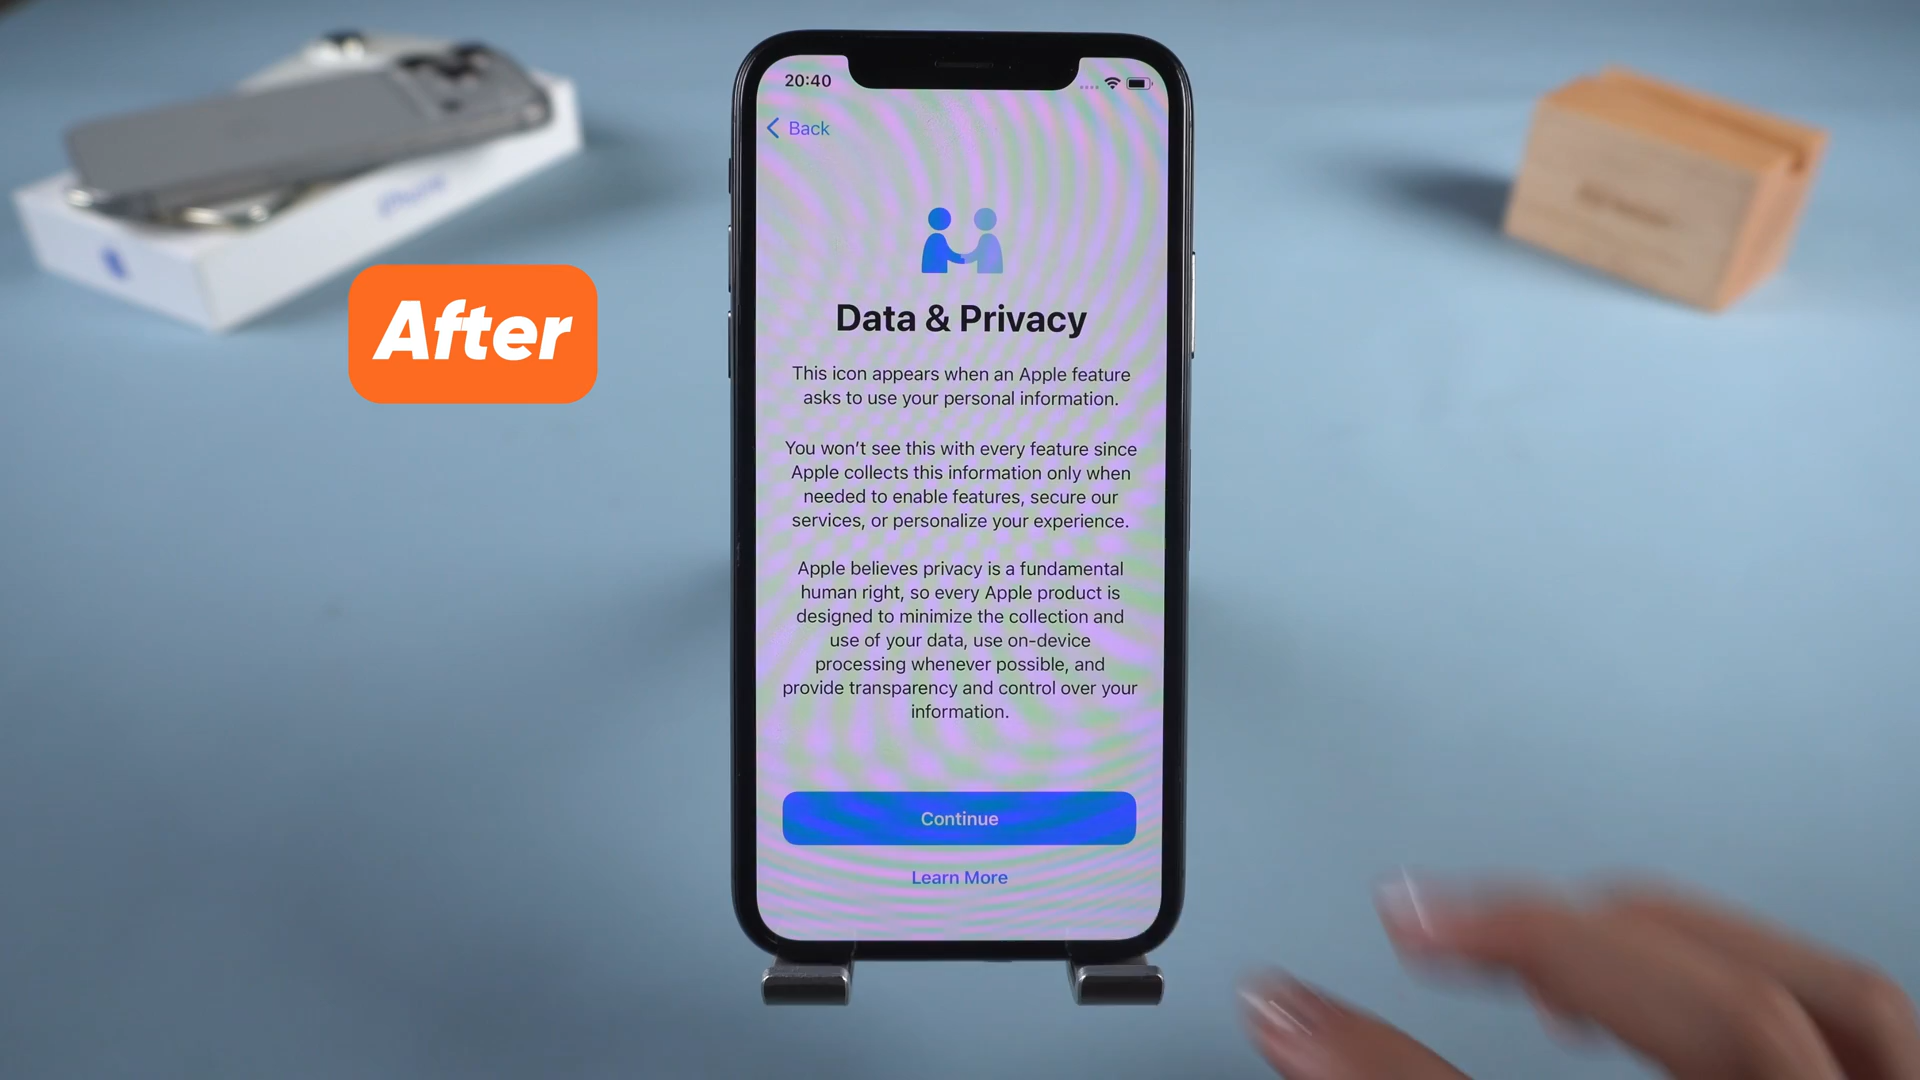 20:40
Back
Data & Privacy
This icon appears when an Apple feature
asks to use your personal information.
You won't see this with every feature since
Apple collects this information only when
needed to enable features, secure our
services, or personalize your experience.
Apple believes privacy is a fundamental
human right, so every Apple product is
designed to minimize the collection and
use of your data, use on-device
processing whenever possible, and
provide transparency and control over your
information.
Continue
Learn More
After
iPhone